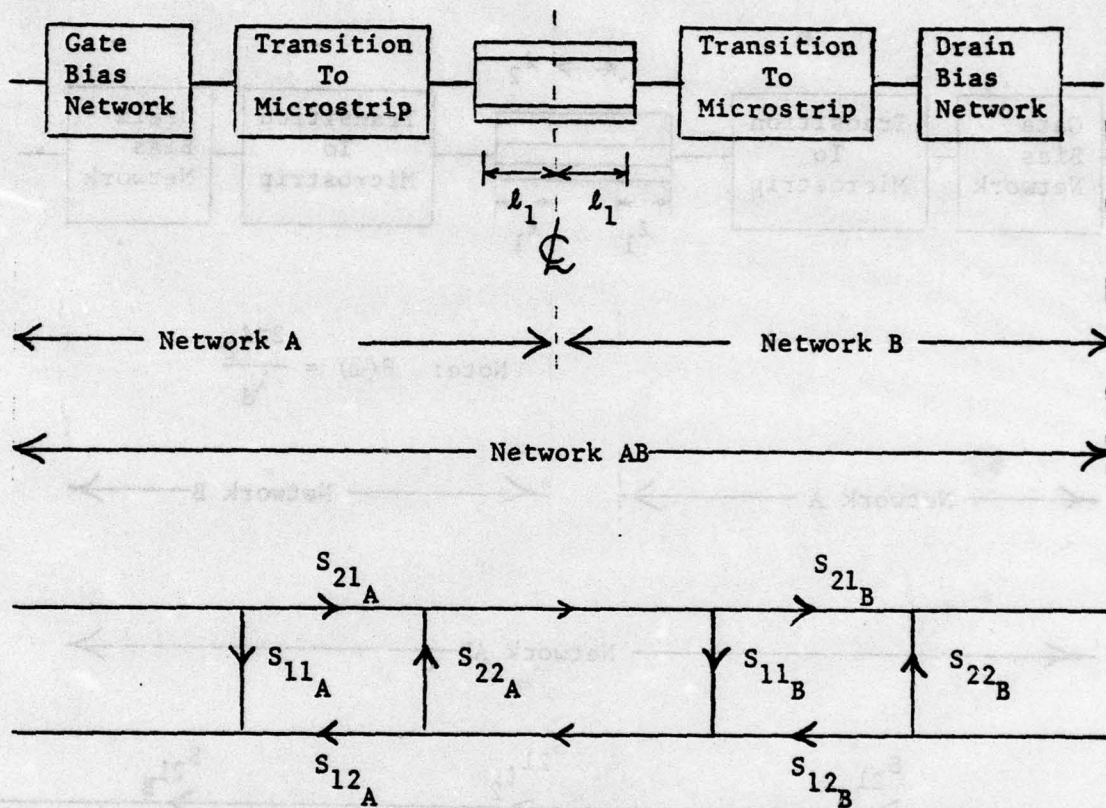 Gate Bias Network
Transition To Microstrip
Transition To Microstrip
Drain Bias Network
ℓ1 ℓ1
℄
Network A
Network B
Network AB
S21A
S21B
S11A
S22A
S11B
S22B
S12A
S12B